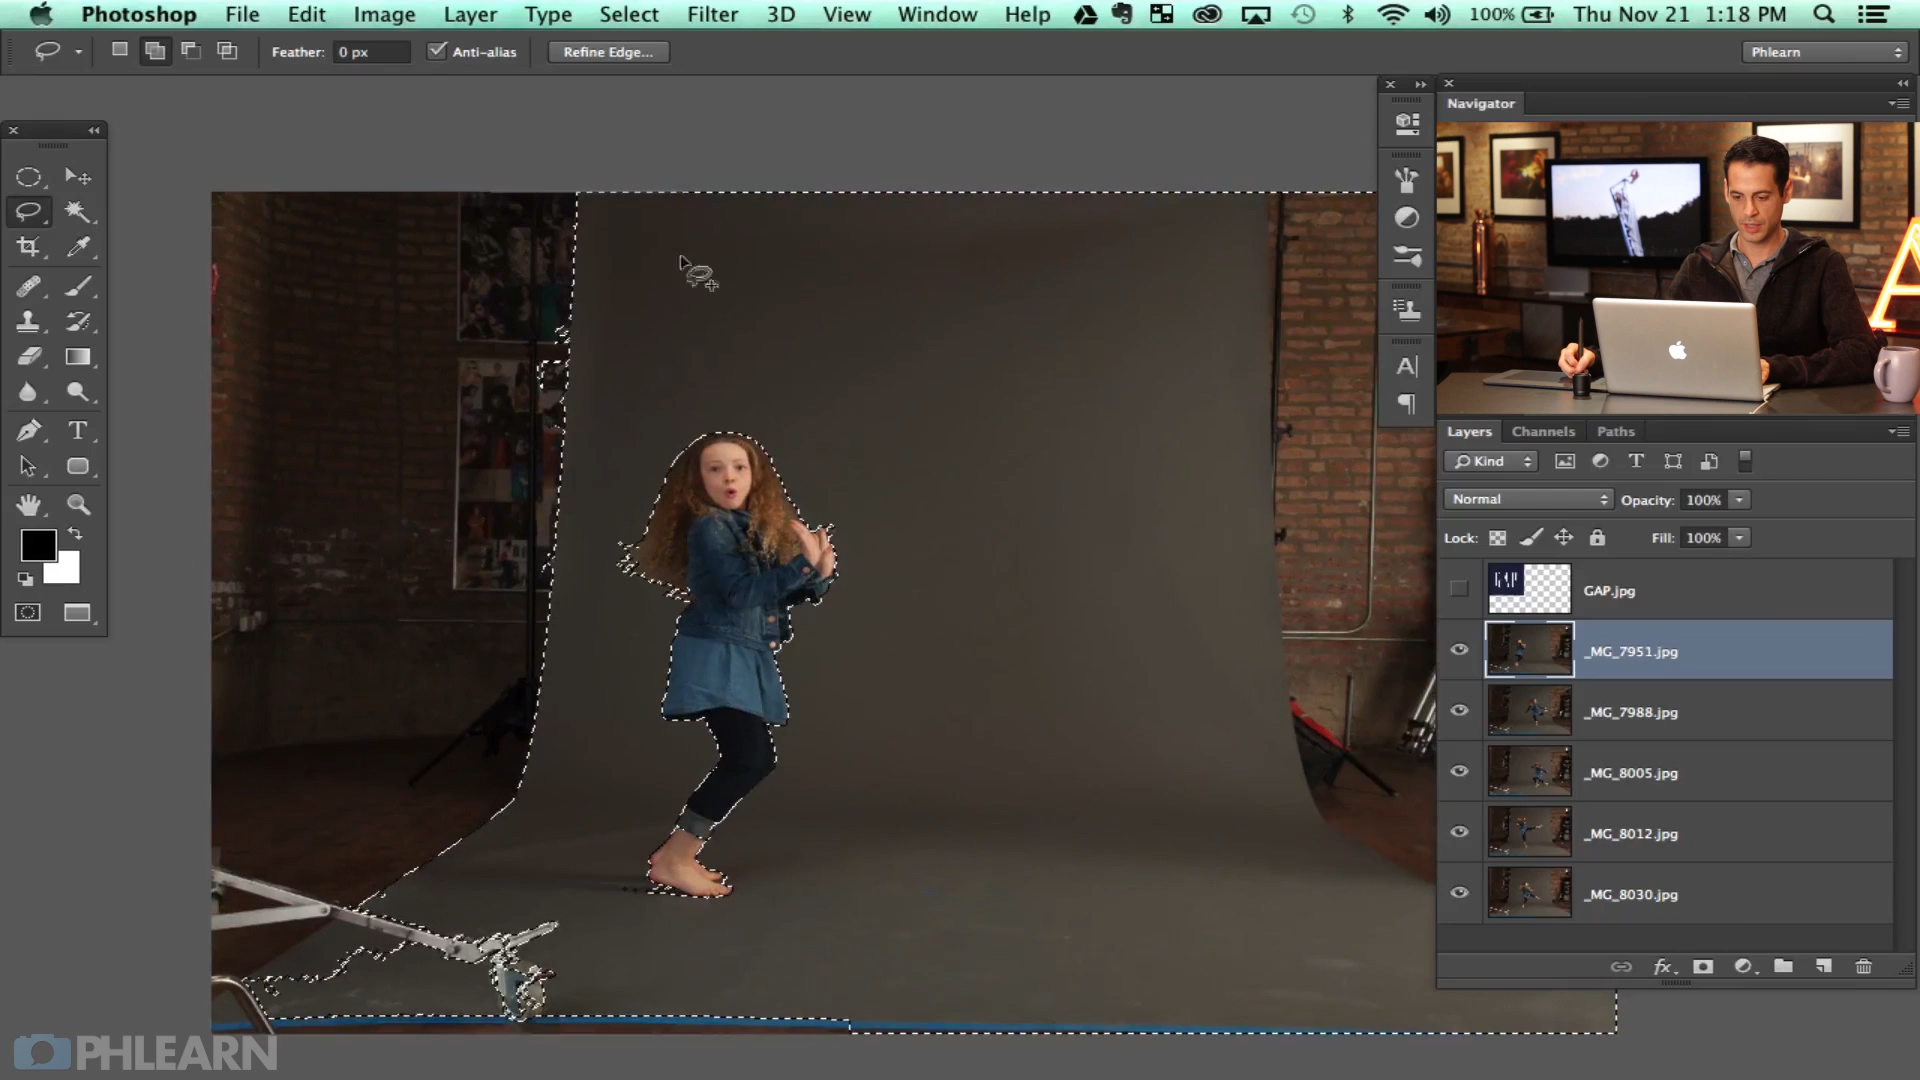 Photoshop File Edit Image Layer Type Select Filter 3D View Window Help 100% Thu Nov 21 1:18 PM
Feather: 0 px Anti-alias Refine Edge... Phlearn
Navigator
Layers Channels Paths
Kind
Normal Opacity: 100%
Lock: Fill: 100%
GAP.jpg
_MG_7951.jpg
_MG_7988.jpg
_MG_8005.jpg
_MG_8012.jpg
_MG_8030.jpg
PHLEARN